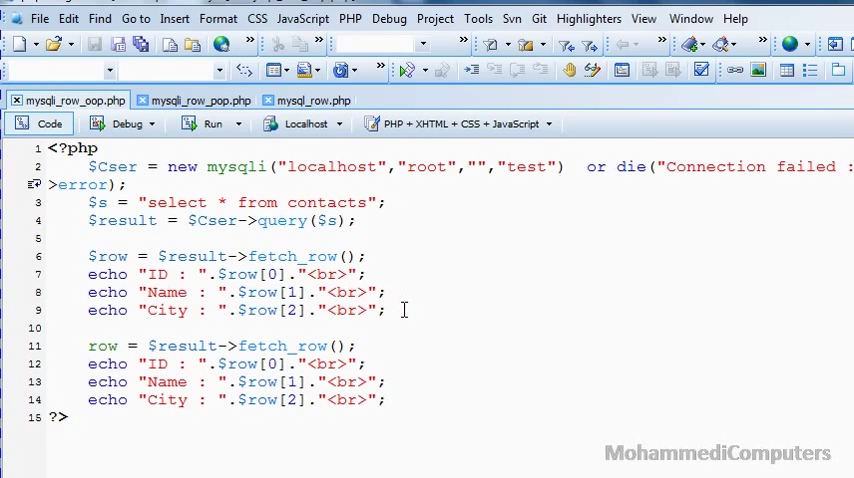 File Edit Search View Go to Insert Format CSS JavaScript PHP Debug Project Tools Svn Git Highlighters View Window Help
mysqli_row_oop.php mysqli_row_pop.php mysql_row.php
Code Debug Run Localhost PHP + XHTML + CSS + JavaScript
1 <?php
2 $Cser = new mysqli("localhost","root","","test") or die("Connection failed :
>error);
3 $s = "select * from contacts";
4 $result = $Cser->query($s);
5
6 $row = $result->fetch_row();
7 echo "ID : ".$row[0]."<br>";
8 echo "Name : ".$row[1]."<br>";
9 echo "City : ".$row[2]."<br>";
10
11 row = $result->fetch_row();
12 echo "ID : ".$row[0]."<br>";
13 echo "Name : ".$row[1]."<br>";
14 echo "City : ".$row[2]."<br>";
15 ?>
MohammediComputers